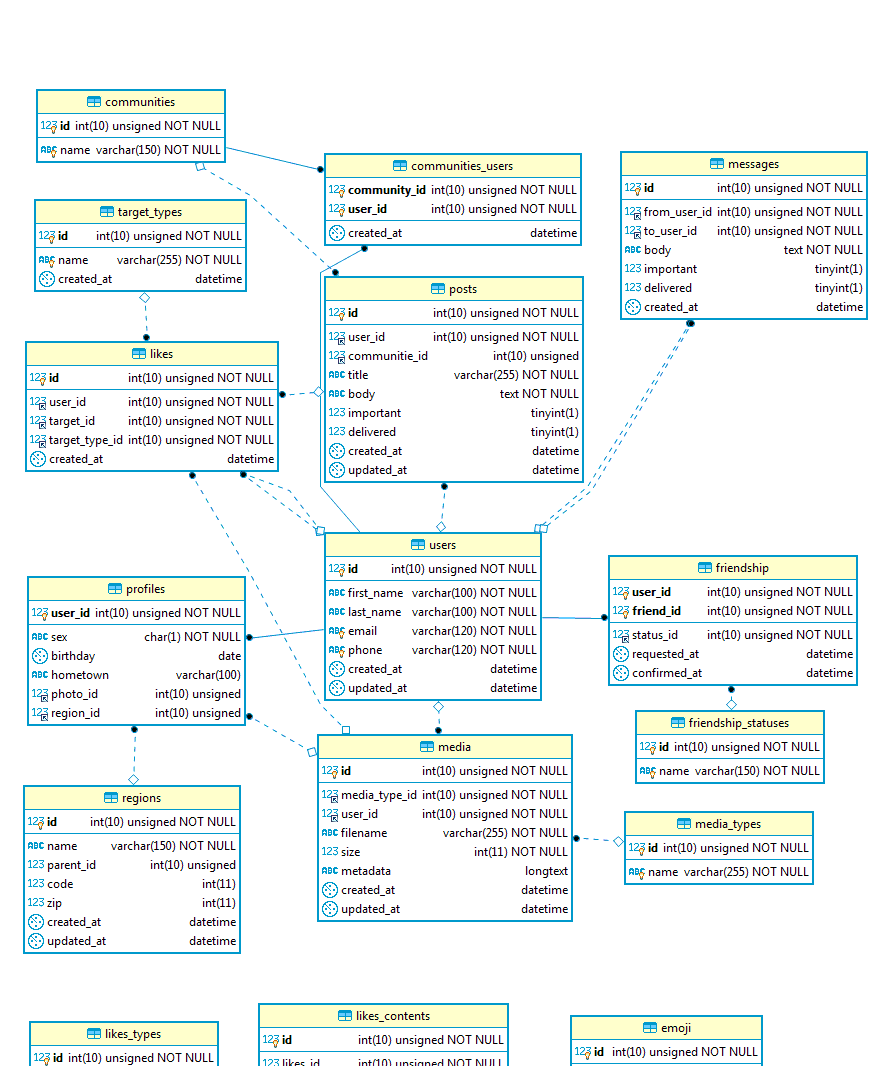 communities
123 id int(10) unsigned NOT NULL
ABC name varchar(150) NOT NULL
communities_users
123 community_id int(10) unsigned NOT NULL
123 user_id int(10) unsigned NOT NULL
created_at datetime
messages
123 id int(10) unsigned NOT NULL
123 from_user_id int(10) unsigned NOT NULL
123 to_user_id int(10) unsigned NOT NULL
ABC body text NOT NULL
123 important tinyint(1)
123 delivered tinyint(1)
created_at datetime
target_types
123 id int(10) unsigned NOT NULL
ABC name varchar(255) NOT NULL
created_at datetime
posts
123 id int(10) unsigned NOT NULL
123 user_id int(10) unsigned NOT NULL
123 communitie_id int(10) unsigned
ABC title varchar(255) NOT NULL
ABC body text NOT NULL
123 important tinyint(1)
123 delivered tinyint(1)
created_at datetime
updated_at datetime
likes
123 id int(10) unsigned NOT NULL
123 user_id int(10) unsigned NOT NULL
123 target_id int(10) unsigned NOT NULL
123 target_type_id int(10) unsigned NOT NULL
created_at datetime
users
123 id int(10) unsigned NOT NULL
ABC first_name varchar(100) NOT NULL
ABC last_name varchar(100) NOT NULL
ABC email varchar(120) NOT NULL
ABC phone varchar(120) NOT NULL
created_at datetime
updated_at datetime
friendship
123 user_id int(10) unsigned NOT NULL
123 friend_id int(10) unsigned NOT NULL
123 status_id int(10) unsigned NOT NULL
requested_at datetime
confirmed_at datetime
profiles
123 user_id int(10) unsigned NOT NULL
ABC sex char(1) NOT NULL
birthday date
ABC hometown varchar(100)
123 photo_id int(10) unsigned
123 region_id int(10) unsigned
friendship_statuses
123 id int(10) unsigned NOT NULL
ABC name varchar(150) NOT NULL
media
123 id int(10) unsigned NOT NULL
123 media_type_id int(10) unsigned NOT NULL
123 user_id int(10) unsigned NOT NULL
ABC filename varchar(255) NOT NULL
123 size int(11) NOT NULL
ABC metadata longtext
created_at datetime
updated_at datetime
regions
123 id int(10) unsigned NOT NULL
ABC name varchar(150) NOT NULL
123 parent_id int(10) unsigned
123 code int(11)
123 zip int(11)
created_at datetime
updated_at datetime
media_types
123 id int(10) unsigned NOT NULL
ABC name varchar(255) NOT NULL
likes_types
123 id int(10) unsigned NOT NULL
likes_contents
123 id int(10) unsigned NOT NULL
123 likes_id int(10) unsigned NOT NULL
emoji
123 id int(10) unsigned NOT NULL